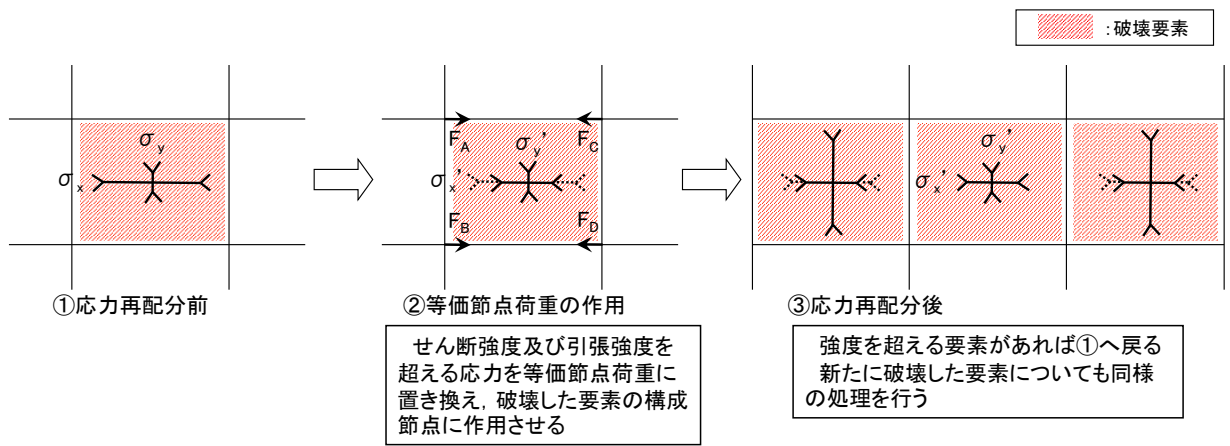 :破壊要素
σy
σx
FA
FC
σy’
σx’
FB
FD
σy’
σx’
①応力再配分前
②等価節点荷重の作用
③応力再配分後
せん断強度及び引張強度を
超える応力を等価節点荷重に
置き換え,破壊した要素の構成
節点に作用させる
強度を超える要素があれば①へ戻る
新たに破壊した要素についても同様
の処理を行う